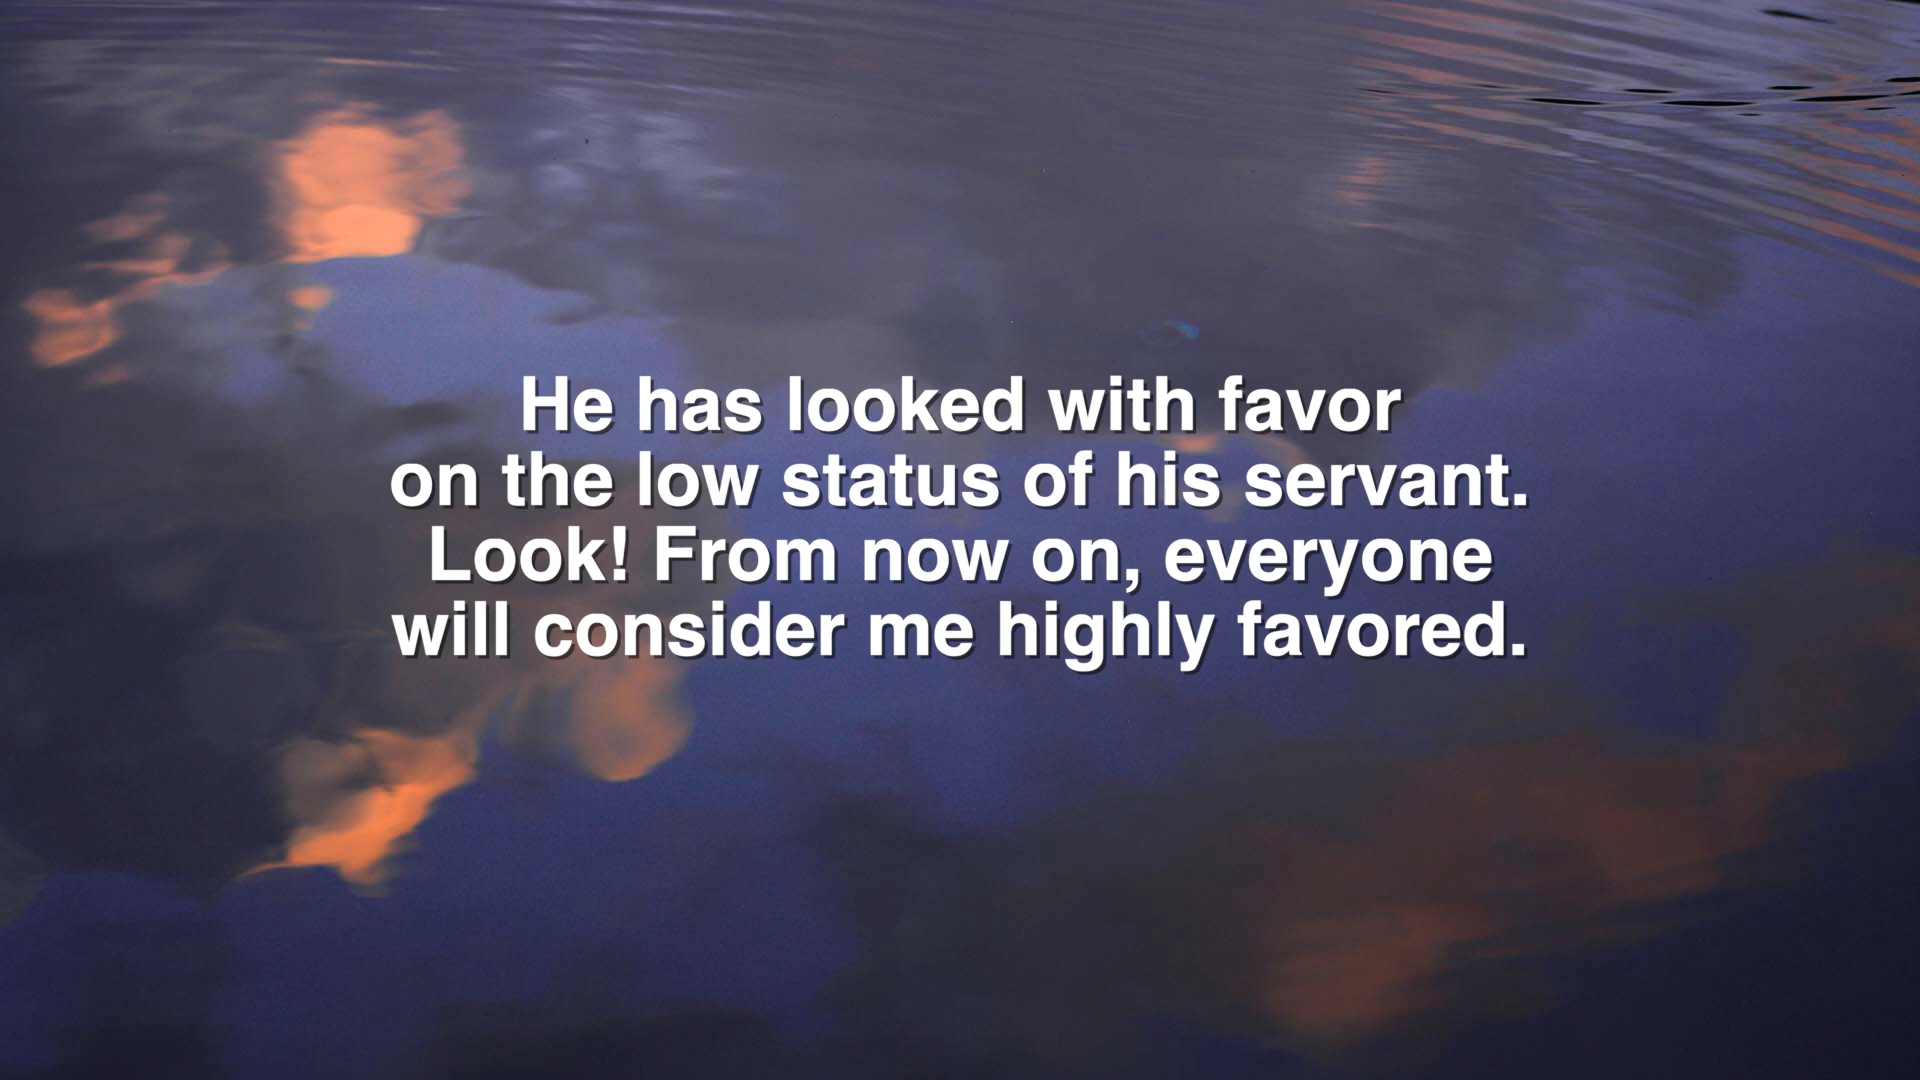 He has looked with favor
on the low status of his servant.
Look! From now on, everyone
will consider me highly favored.